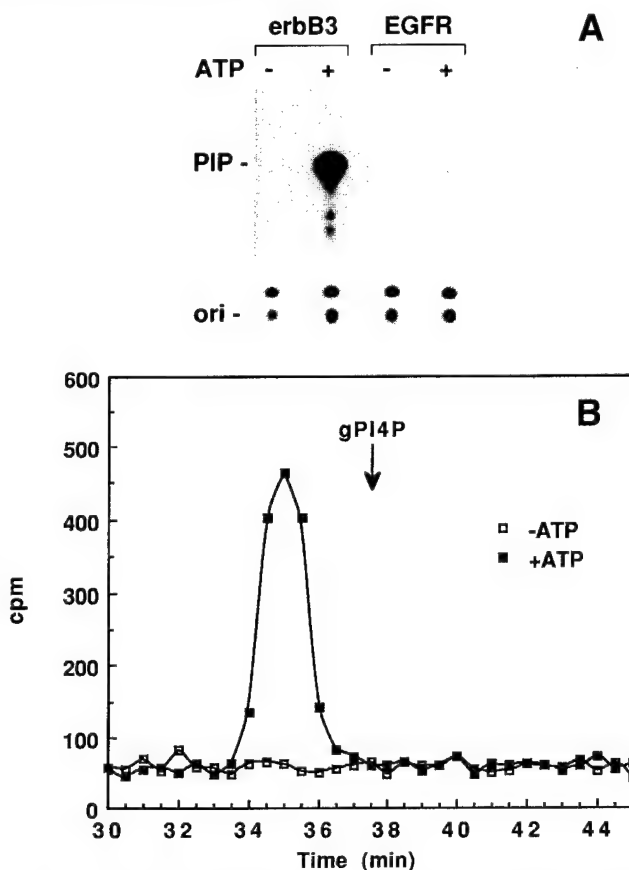 erbB3 EGFR A
ATP - + - +
PIP -
ori -
600
B
gPI4P
500
-ATP
+ATP
400
cpm
300
200
100
0
30 32 34 36 38 40 42 44
Time (min)